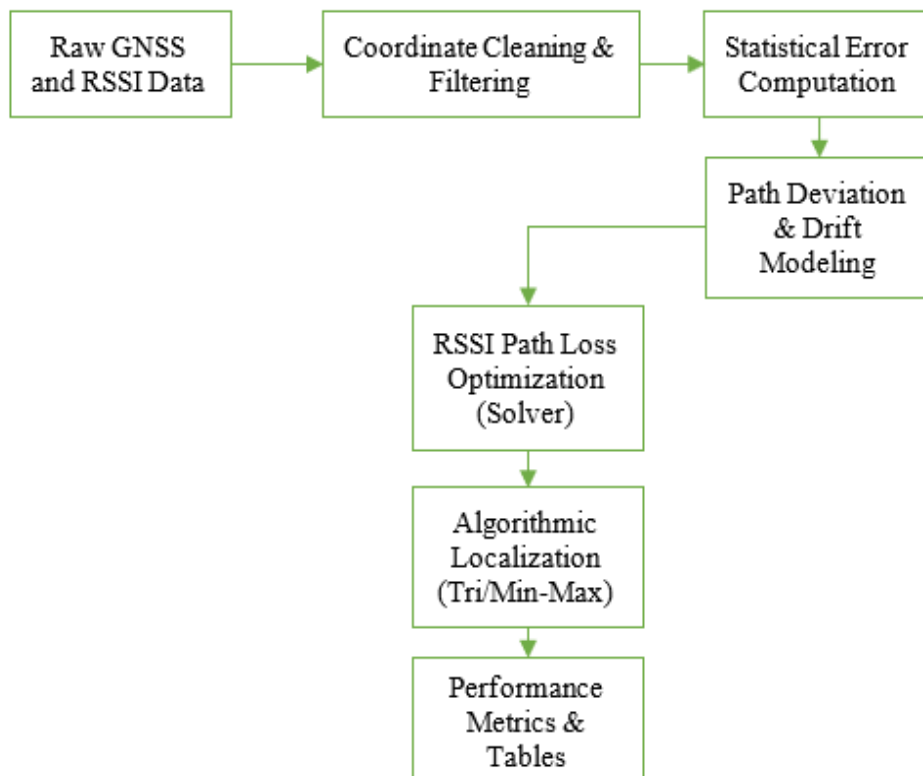 Raw GNSS
and RSSI Data
Coordinate Cleaning &
Filtering
Statistical Error
Computation
Path Deviation
& Drift
Modeling
RSSI Path Loss
Optimization
(Solver)
Algorithmic
Localization
(Tri/Min-Max)
Performance
Metrics &
Tables